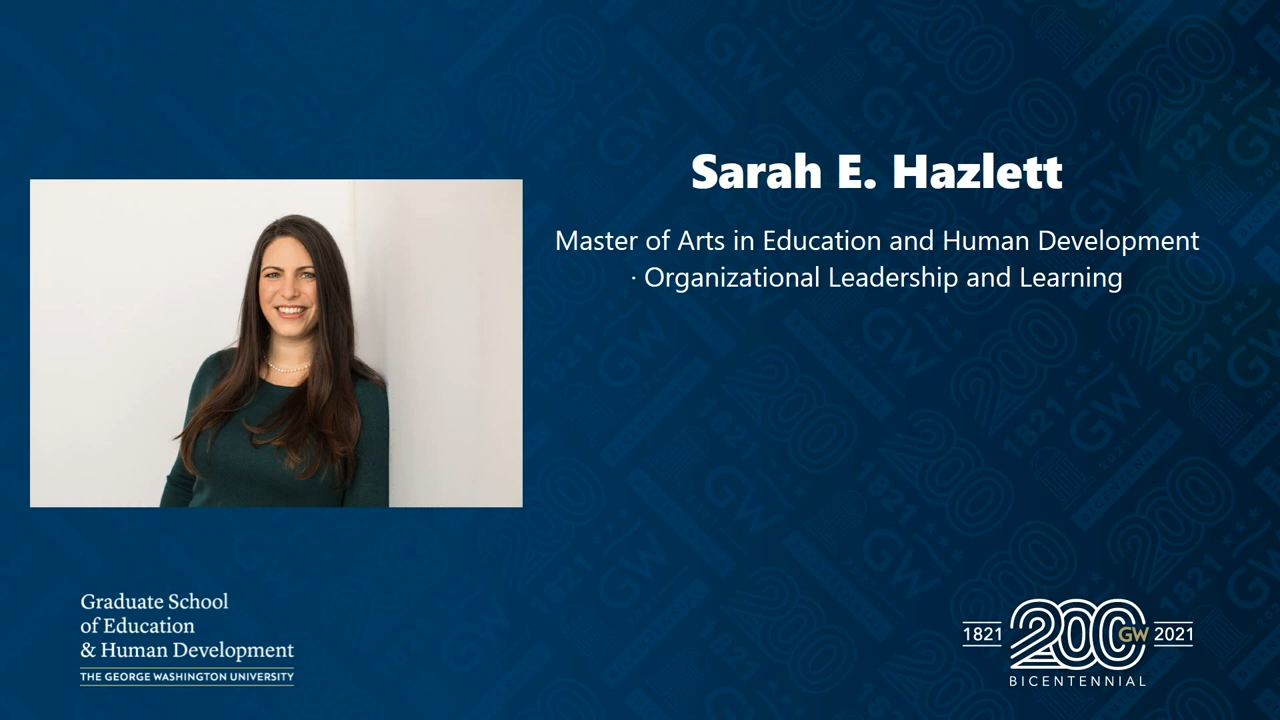 Sarah E. Hazlett
Master of Arts in Education and Human Development
· Organizational Leadership and Learning
Graduate School
of Education
& Human Development
THE GEORGE WASHINGTON UNIVERSITY
1821 200 GW 2021
BICENTENNIAL